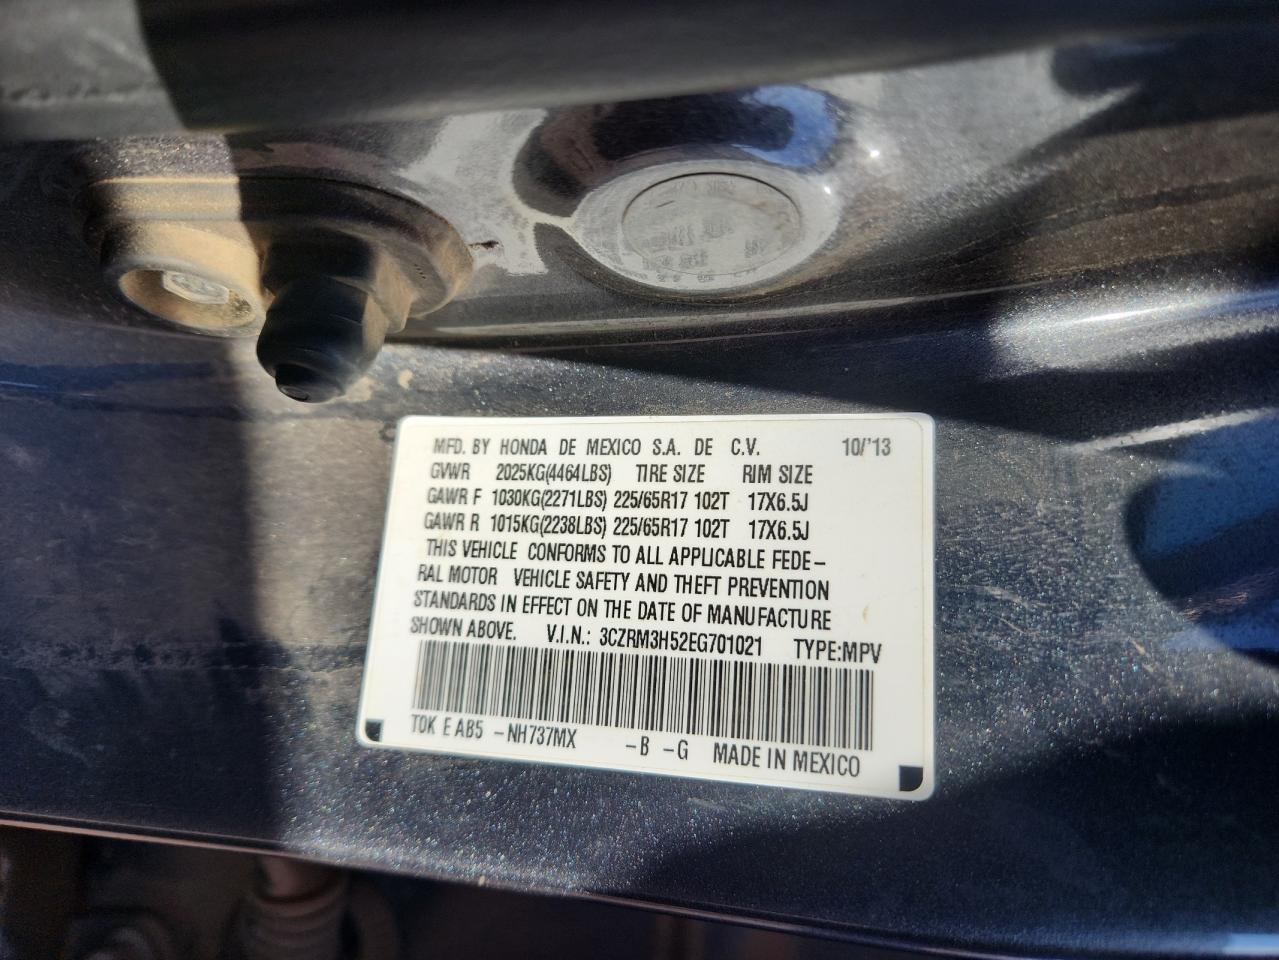 MFD. BY HONDA DE MEXICO S.A. DE C.V. 10/'13
GVWR 2025KG(4464LBS) TIRE SIZE RIM SIZE
GAWR F 1030KG(2271LBS) 225/65R17 102T 17X6.5J
GAWR R 1015KG(2238LBS) 225/65R17 102T 17X6.5J
THIS VEHICLE CONFORMS TO ALL APPLICABLE FEDE-
RAL MOTOR VEHICLE SAFETY AND THEFT PREVENTION
STANDARDS IN EFFECT ON THE DATE OF MANUFACTURE
SHOWN ABOVE. V.I.N.: 3CZRM3H52EG701021 TYPE:MPV
T0K E AB5 -NH737MX -B -G MADE IN MEXICO